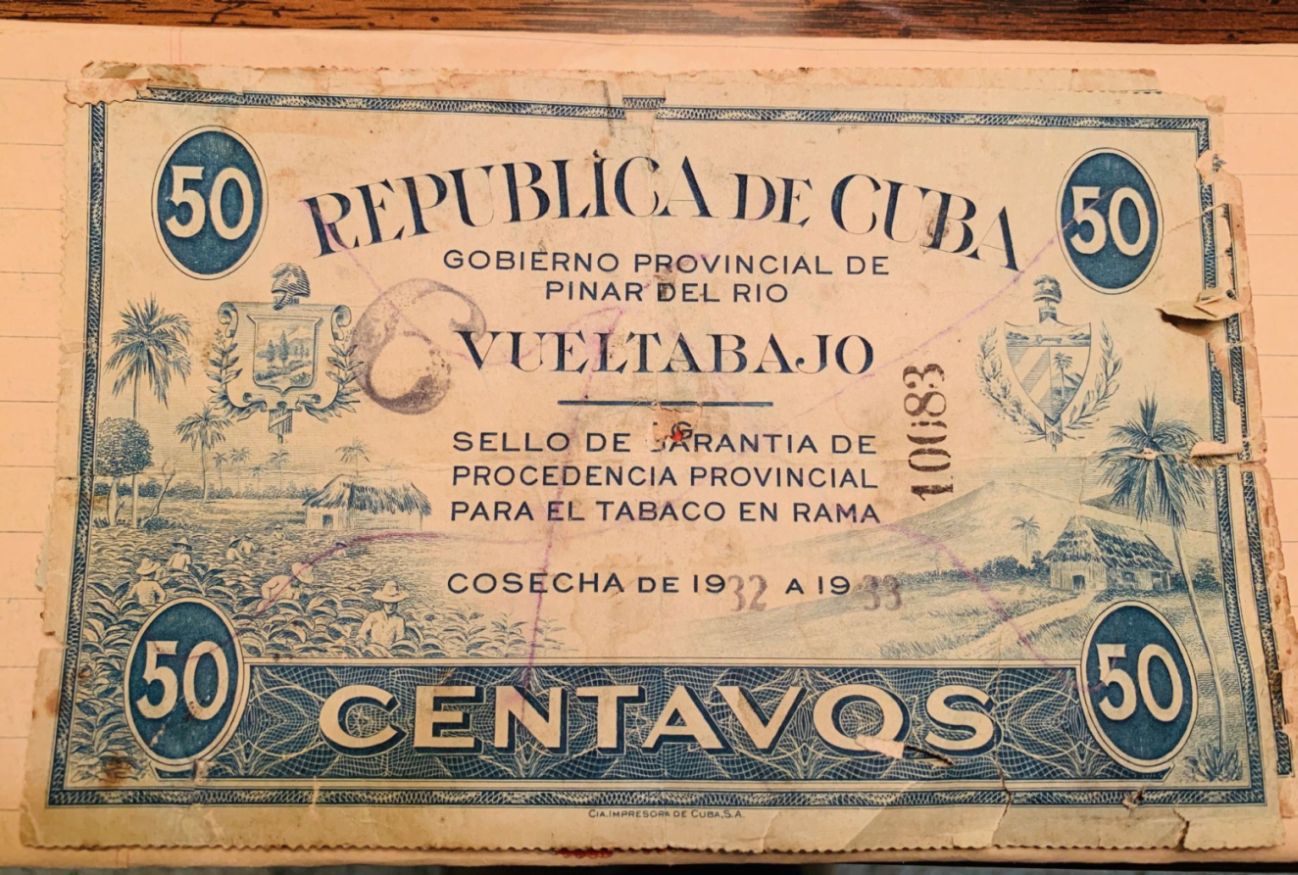 50 50
REPUBLICA DE CUBA
GOBIERNO PROVINCIAL DE
PINAR DEL RIO
VUELTABAJO
10083
SELLO DE GARANTIA DE
PROCEDENCIA PROVINCIAL
PARA EL TABACO EN RAMA
COSECHA DE 1932 A 1933
50 50
CENTAVOS
CIA. IMPRESORA DE CUBA, S.A.